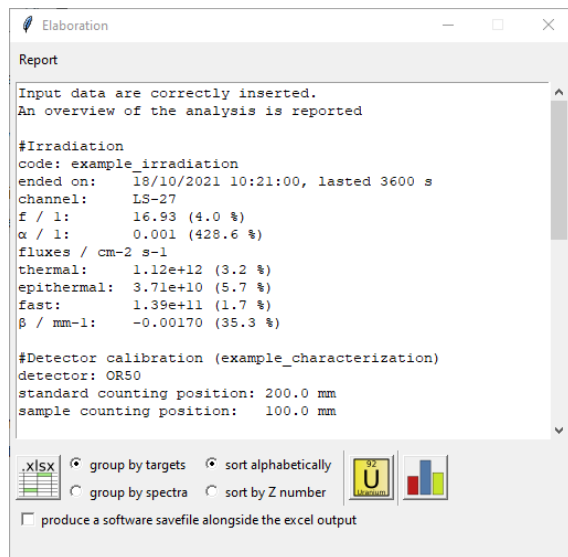 Elaboration
Report
Input data are correctly inserted.
An overview of the analysis is reported
#Irradiation
code: example_irradiation
ended on: 18/10/2021 10:21:00, lasted 3600 s
channel: LS-27
f / 1: 16.93 (4.0 %)
α / 1: 0.001 (428.6 %)
fluxes / cm-2 s-1
thermal: 1.12e+12 (3.2 %)
epithermal: 3.71e+10 (5.7 %)
fast: 1.39e+11 (1.7 %)
β / mm-1: -0.00170 (35.3 %)
#Detector calibration (example_characterization)
detector: OR50
standard counting position: 200.0 mm
sample counting position: 100.0 mm
.xlsx group by targets sort alphabetically 92 U Uranium
group by spectra sort by Z number
produce a software savefile alongside the excel output